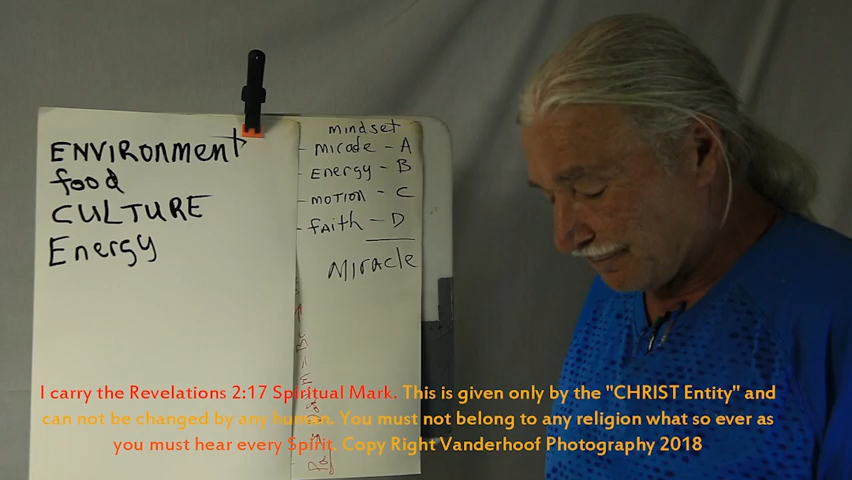 ENVIRONMENT
food
CULTURE
Energy
mindset
- micade - A
- Energy - B
- MOTION - C
- fAith - D
MIRACLE
I carry the Revelations 2:17 Spiritual Mark. This is given only by the "CHRIST Entity" and
can not be changed by any human. You must not belong to any religion what so ever as
you must hear every Spirit. Copy Right Vanderhoof Photography 2018